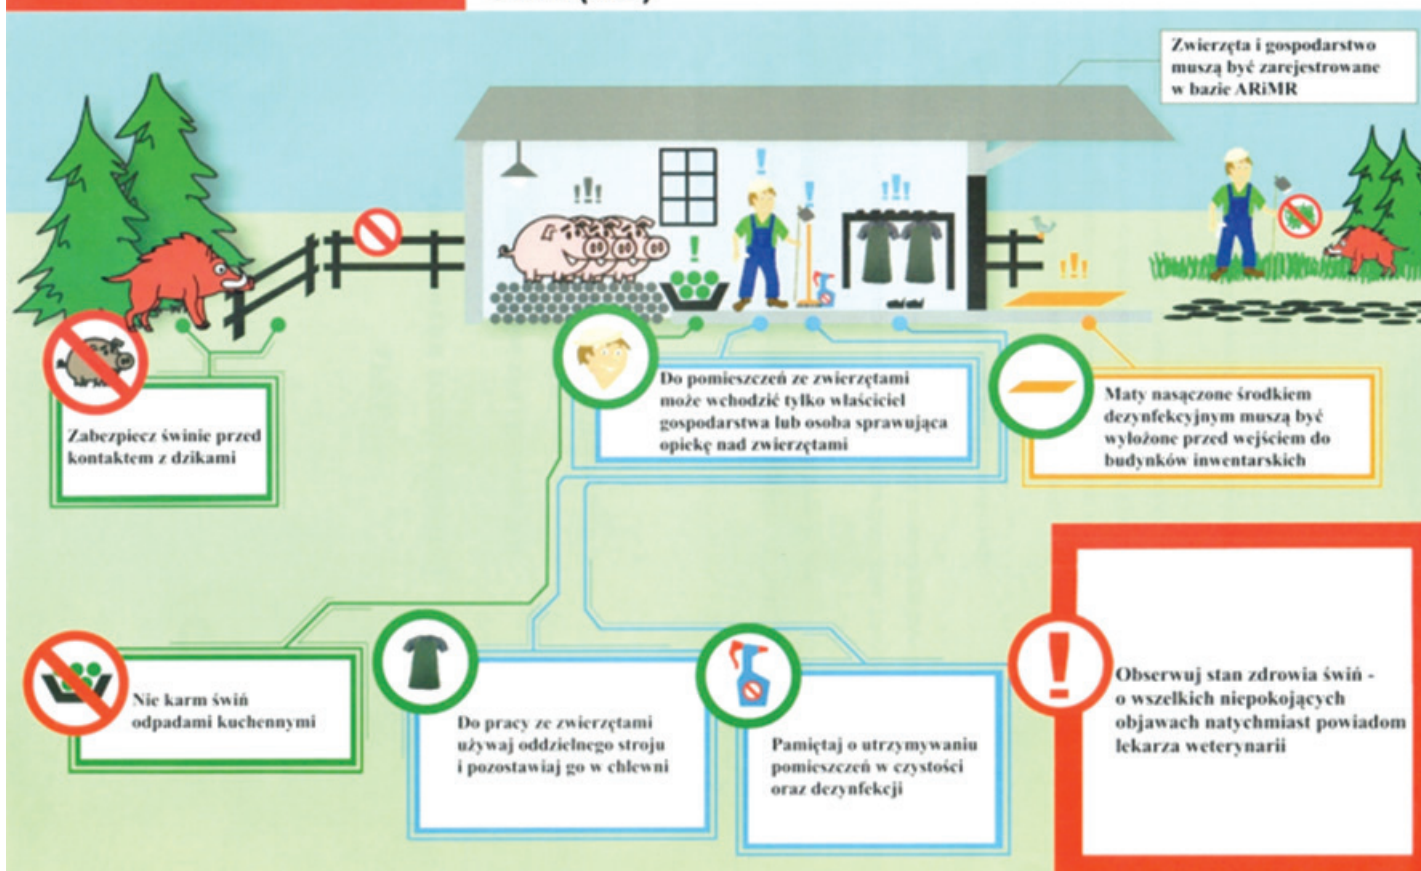 Zwierzęta i gospodarstwo
muszą być zarejestrowane
w bazie ARiMR
Zabezpiecz świnie przed
kontaktem z dzikami
Do pomieszczeń ze zwierzętami
może wchodzić tylko właściciel
gospodarstwa lub osoba sprawująca
opiekę nad zwierzętami
Maty nasączone środkiem
dezynfekcyjnym muszą być
wyłożone przed wejściem do
budynków inwentarskich
Nie karm świń
odpadami kuchennymi
Do pracy ze zwierzętami
używaj oddzielnego stroju
i pozostawiaj go w chlewni
Pamiętaj o utrzymywaniu
pomieszczeń w czystości
oraz dezynfekcji
Obserwuj stan zdrowia świń -
o wszelkich niepokojących
objawach natychmiast powiadom
lekarza weterynarii